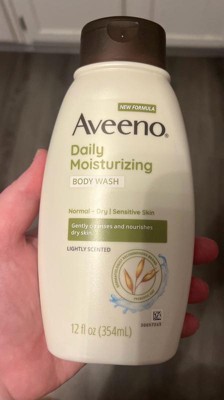 NEW FORMULA
Aveeno®
Daily
Moisturizing
BODY WASH
Normal - Dry | Sensitive Skin
Gently cleanses and nourishes
dry skin
LIGHTLY SCENTED
12 fl oz (354mL)